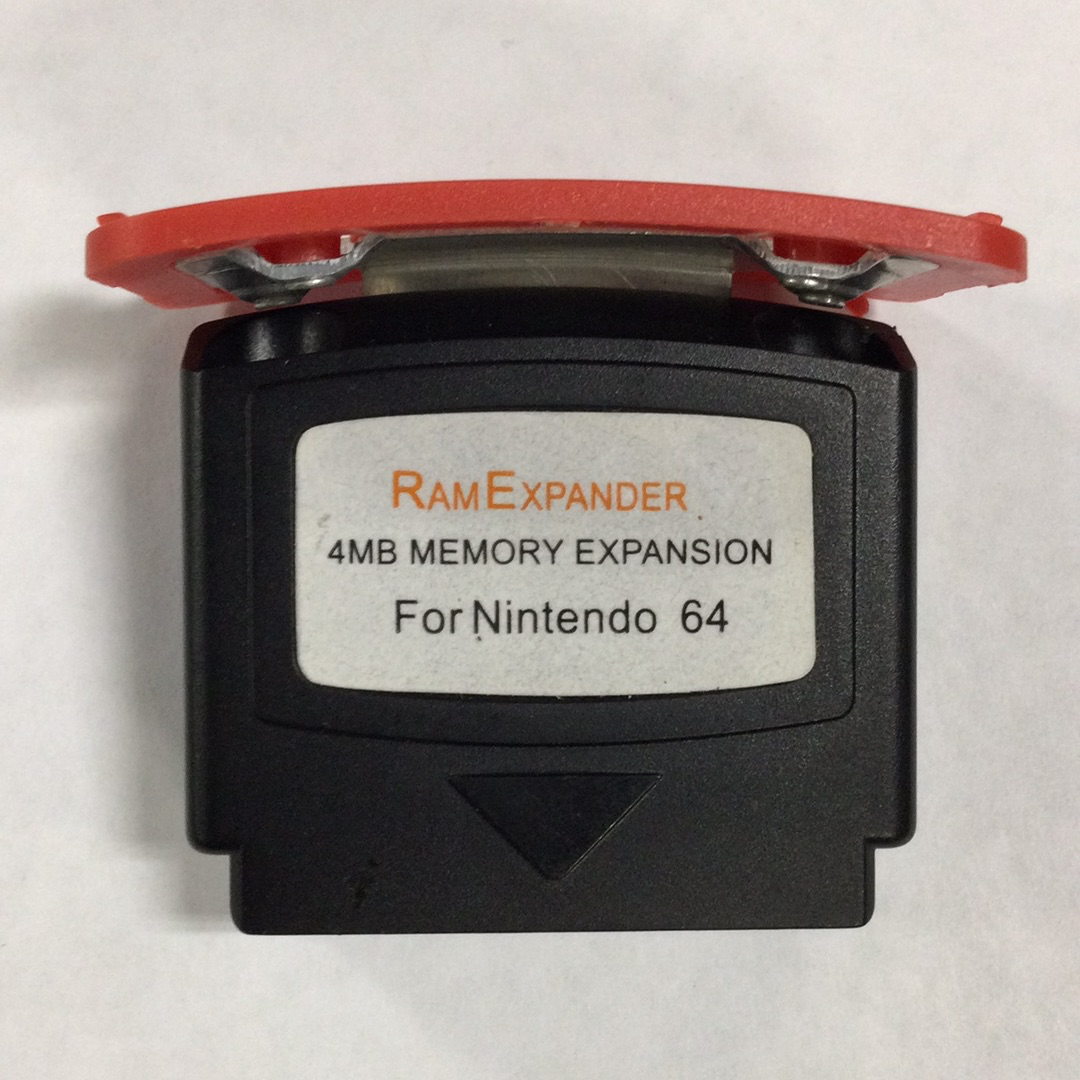 RAMEXPANDER
4MB MEMORY EXPANSION
For Nintendo 64